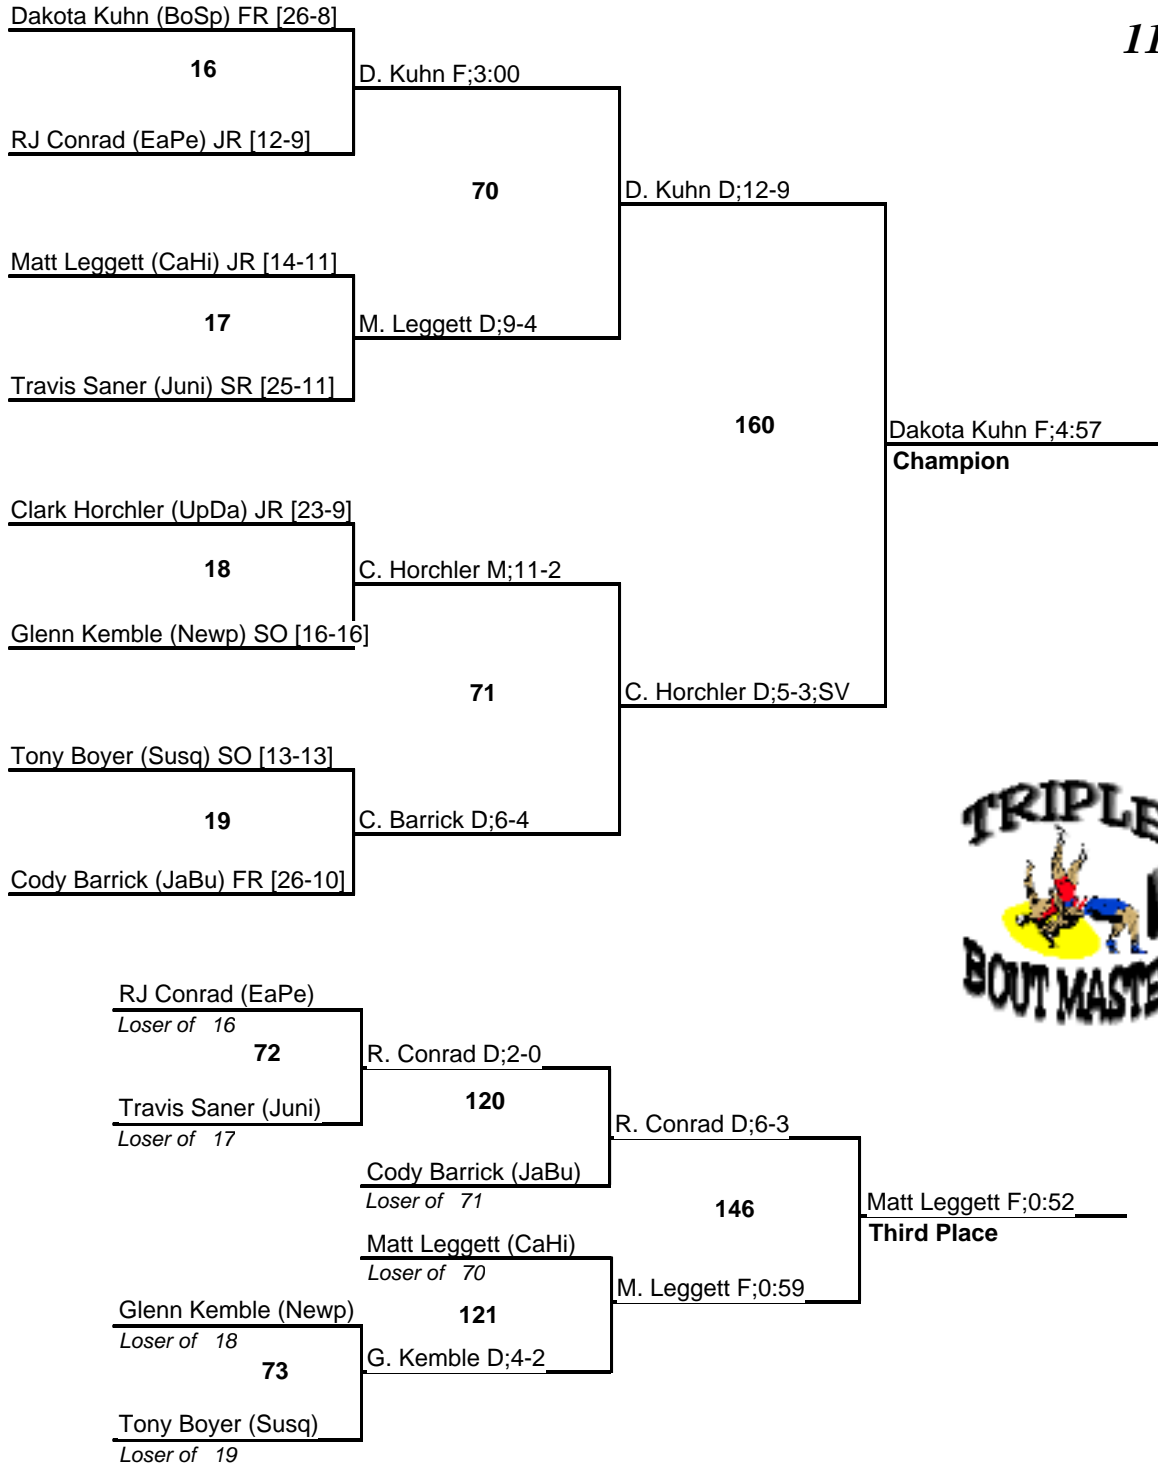 Dakota Kuhn (BoSp) FR [26-8]
11
16
D. Kuhn F;3:00
RJ Conrad (EaPe) JR [12-9]
70
D. Kuhn D;12-9
Matt Leggett (CaHi) JR [14-11]
17
M. Leggett D;9-4
Travis Saner (Juni) SR [25-11]
160
Dakota Kuhn F;4:57
Champion
Clark Horchler (UpDa) JR [23-9]
18
C. Horchler M;11-2
Glenn Kemble (Newp) SO [16-16]
71
C. Horchler D;5-3;SV
Tony Boyer (Susq) SO [13-13]
19
C. Barrick D;6-4
Cody Barrick (JaBu) FR [26-10]
TRIPLE
BOUT MASTE
RJ Conrad (EaPe)
Loser of 16
72
R. Conrad D;2-0
Travis Saner (Juni)
Loser of 17
120
R. Conrad D;6-3
Cody Barrick (JaBu)
Loser of 71
146
Matt Leggett F;0:52
Third Place
Matt Leggett (CaHi)
Loser of 70
M. Leggett F;0:59
Glenn Kemble (Newp)
Loser of 18
121
73
G. Kemble D;4-2
Tony Boyer (Susq)
Loser of 19